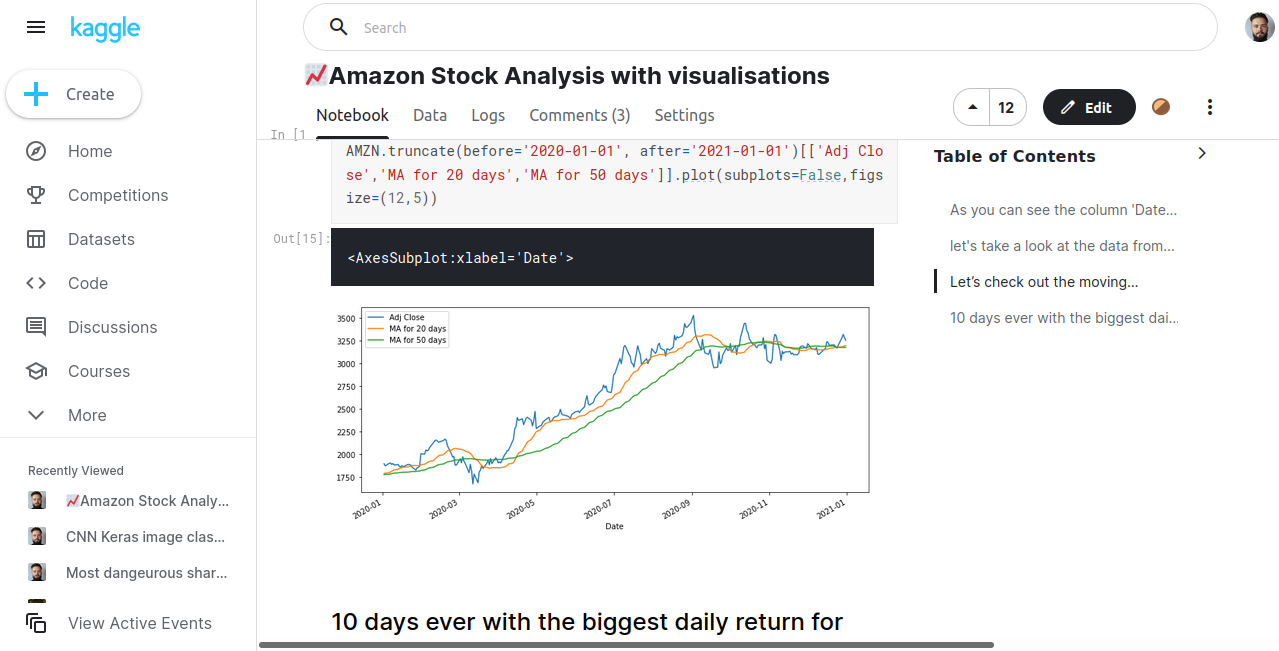 kaggle
Search
Create
Home
Competitions
Datasets
Code
Discussions
Courses
More
Recently Viewed
📈Amazon Stock Analy...
CNN Keras image clas...
Most dangeurous shar...
View Active Events
📈Amazon Stock Analysis with visualisations
Notebook Data Logs Comments (3) Settings
12
Edit
In [1
AMZN.truncate(before='2020-01-01', after='2021-01-01')[['Adj Clo
se','MA for 20 days','MA for 50 days']].plot(subplots=False,figs
ize=(12,5))
Out[15]:
<AxesSubplot:xlabel='Date'>
Adj Close
MA for 20 days
MA for 50 days
3500
3250
3000
2750
2500
2250
2000
1750
2020-01 2020-03 2020-05 2020-07 2020-09 2020-11 2021-01
Date
10 days ever with the biggest daily return for
Table of Contents
As you can see the column 'Date...
let's take a look at the data from...
Let’s check out the moving...
10 days ever with the biggest dai...